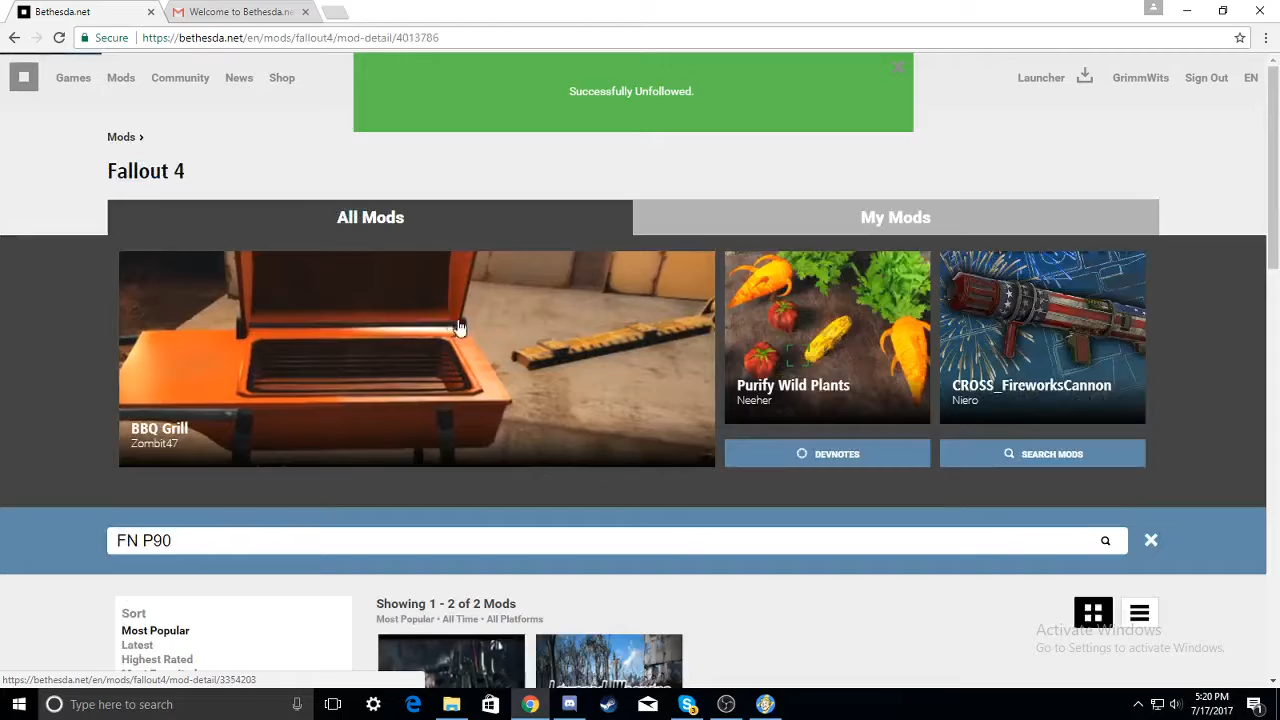 Bethesda.net
Welcome to Bethesda.ne
Secure
https://bethesda.net/en/mods/fallout4/mod-detail/4013786
Games
Mods
Community
News
Shop
Successfully Unfollowed.
Launcher
GrimmWits
Sign Out
EN
Mods ›
Fallout 4
All Mods
My Mods
BBQ Grill
Zombit47
Purify Wild Plants
Neeher
CROSS_FireworksCannon
Niero
DEVNOTES
SEARCH MODS
FN P90
Sort
Most Popular
Latest
Highest Rated
Showing 1 - 2 of 2 Mods
Most Popular • All Time • All Platforms
Activate Windows
Go to Settings to activate Windows.
https://bethesda.net/en/mods/fallout4/mod-detail/3354203
Type here to search
5:20 PM
7/17/2017